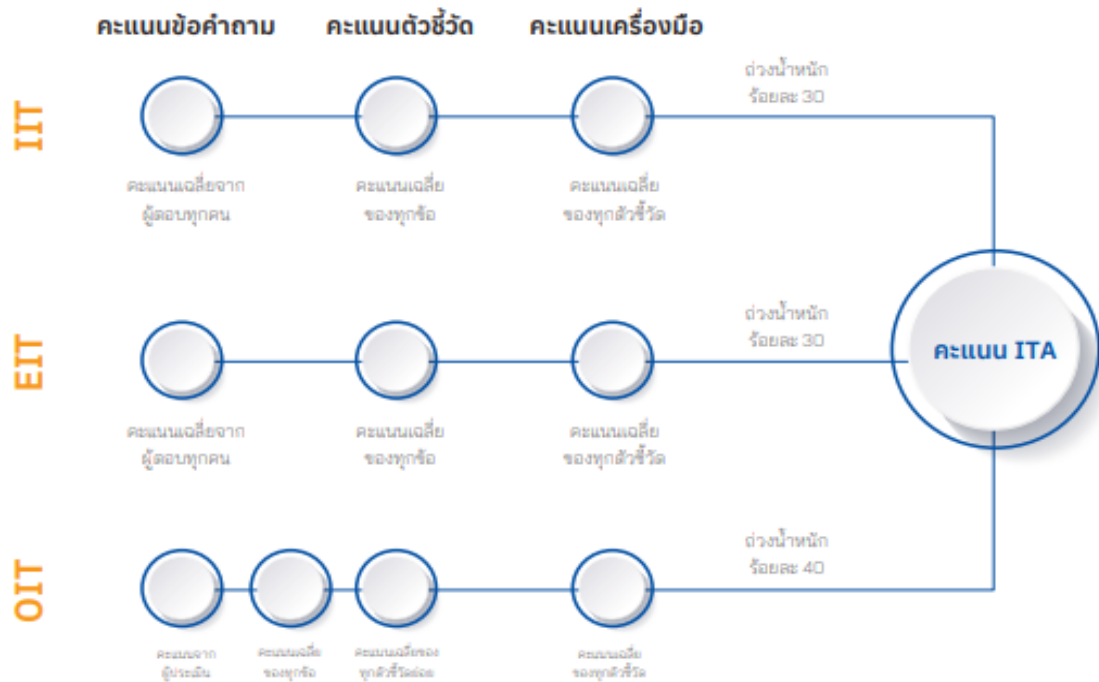 คะแนนข้อคำถาม
คะแนนตัวชี้วัด
คะแนนเครื่องมือ
IIT
คะแนนเฉลี่ยจาก
ผู้ตอบทุกคน
คะแนนเฉลี่ย
ของทุกข้อ
คะแนนเฉลี่ย
ของทุกตัวชี้วัด
ถ่วงน้ำหนัก
ร้อยละ 30
EIT
คะแนนเฉลี่ยจาก
ผู้ตอบทุกคน
คะแนนเฉลี่ย
ของทุกข้อ
คะแนนเฉลี่ย
ของทุกตัวชี้วัด
ถ่วงน้ำหนัก
ร้อยละ 30
คะแนน ITA
OIT
คะแนนจาก
ผู้ประเมิน
คะแนนเฉลี่ย
ของทุกข้อ
คะแนนเฉลี่ยของ
ทุกตัวชี้วัดย่อย
คะแนนเฉลี่ย
ของทุกตัวชี้วัด
ถ่วงน้ำหนัก
ร้อยละ 40